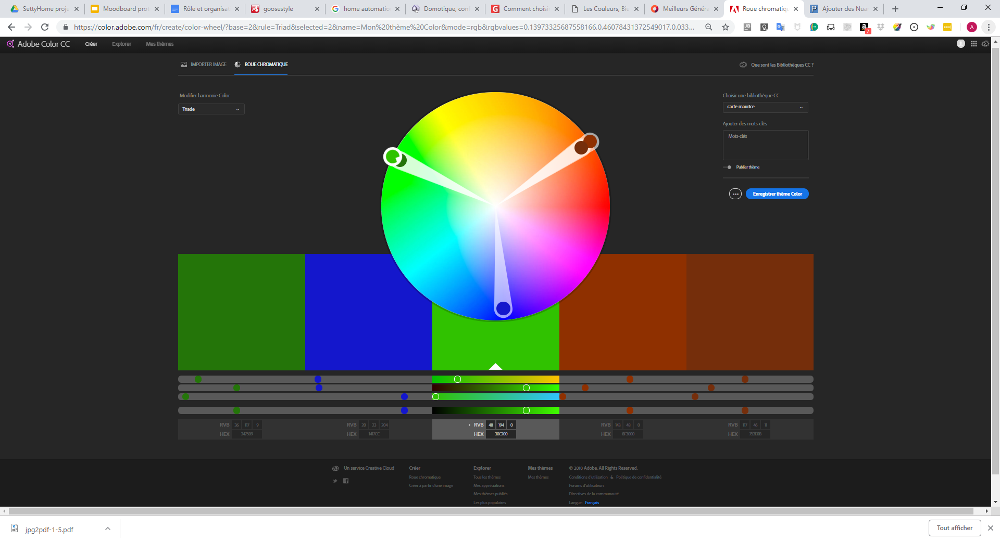 SettyHome proje
Moodboard prot
Rôle et organisat
goosestyle
home automatio
Domotique, conf
Comment choisi
Les Couleurs, Bie
Meilleurs Généra
Roue chromatiqu
Ajouter des Nuar
https://color.adobe.com/fr/create/color-wheel/?base=2&rule=Triad&selected=2&name=Mon%20thème%20Color&mode=rgb&rgbvalues=0.13973325687558166,0.46078431372549017,0.033...
JB
7
A
Adobe Color CC
Créer
Explorer
Mes thèmes
IMPORTER IMAGE
ROUE CHROMATIQUE
Que sont les Bibliothèques CC ?
Modifier harmonie Color
Triade
Choisir une bibliothèque CC
carte maurice
Ajouter des mots-clés
Mots-clés
Publier thème
Enregistrer thème Color
RVB 36 117 9
HEX 247509
RVB 20 23 204
HEX 1417CC
RVB 48 194 0
HEX 30C200
RVB 143 48 0
HEX 8F3000
RVB 117 46 11
HEX 752E0B
Un service Creative Cloud
Créer
Roue chromatique
Créer à partir d'une image
Explorer
Tous les thèmes
Mes appréciations
Mes thèmes publiés
Les plus populaires
Mes thèmes
Mes thèmes
© 2018 Adobe. All Rights Reserved.
Conditions d'utilisation & Politique de confidentialité
Forums d'utilisateurs
Directives de la communauté
Langue: Français
jpg2pdf-1-5.pdf
Tout afficher